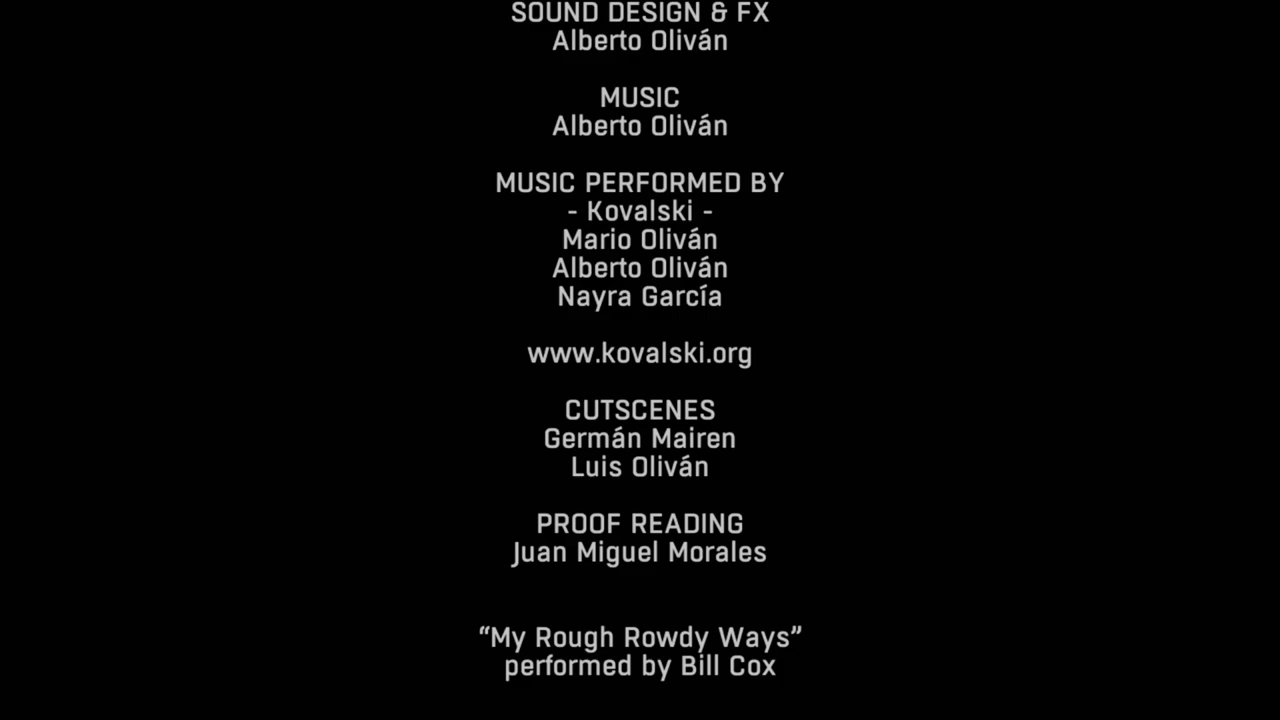 SOUND DESIGN & FX
Alberto Oliván
MUSIC
Alberto Oliván
MUSIC PERFORMED BY
- Kovalski -
Mario Oliván
Alberto Oliván
Nayra García
www.kovalski.org
CUTSCENES
Germán Mairen
Luis Oliván
PROOF READING
Juan Miguel Morales
“My Rough Rowdy Ways”
performed by Bill Cox